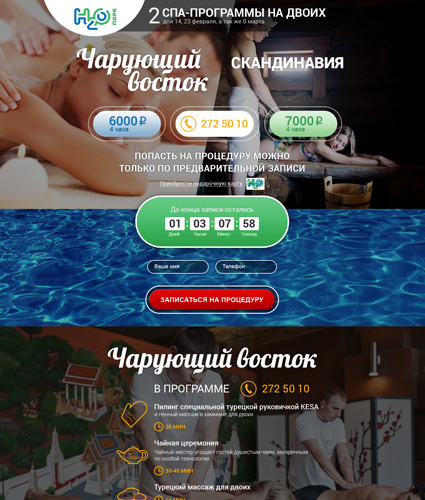 H2O ПАРК
2 СПА-ПРОГРАММЫ НА ДВОИХ
для 14, 23 февраля, а так же 8 марта
Чарующий
восток
СКАНДИНАВИЯ
6000 ₽
4 часа
272 50 10
7000 ₽
4 часа
ПОПАСТЬ НА ПРОЦЕДУРУ МОЖНО
ТОЛЬКО ПО ПРЕДВАРИТЕЛЬНОЙ ЗАПИСИ
Приобрести подарочную карту
До конца записи осталось
01 : 03 : 07 : 58
Дней Часов Минут Секунд
Ваше имя
Телефон
ЗАПИСАТЬСЯ НА ПРОЦЕДУРУ
Чарующий восток
В ПРОГРАММЕ 272 50 10
Пилинг специальной турецкой руковичкой KESA
и пенный массаж в хаммаме для двоих
30 МИН
Чайная церемония
Чайный мастер угощает гостей душистым чаем, заваренным
по особой технологии
30-40 МИН
Турецкий массаж для двоих